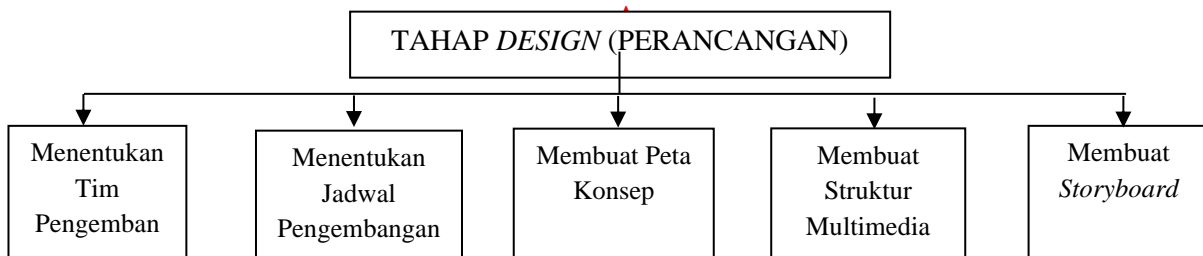 TAHAP DESIGN (PERANCANGAN)
Menentukan
Tim
Pengemban
Menentukan
Jadwal
Pengembangan
Membuat Peta
Konsep
Membuat
Struktur
Multimedia
Membuat
Storyboard